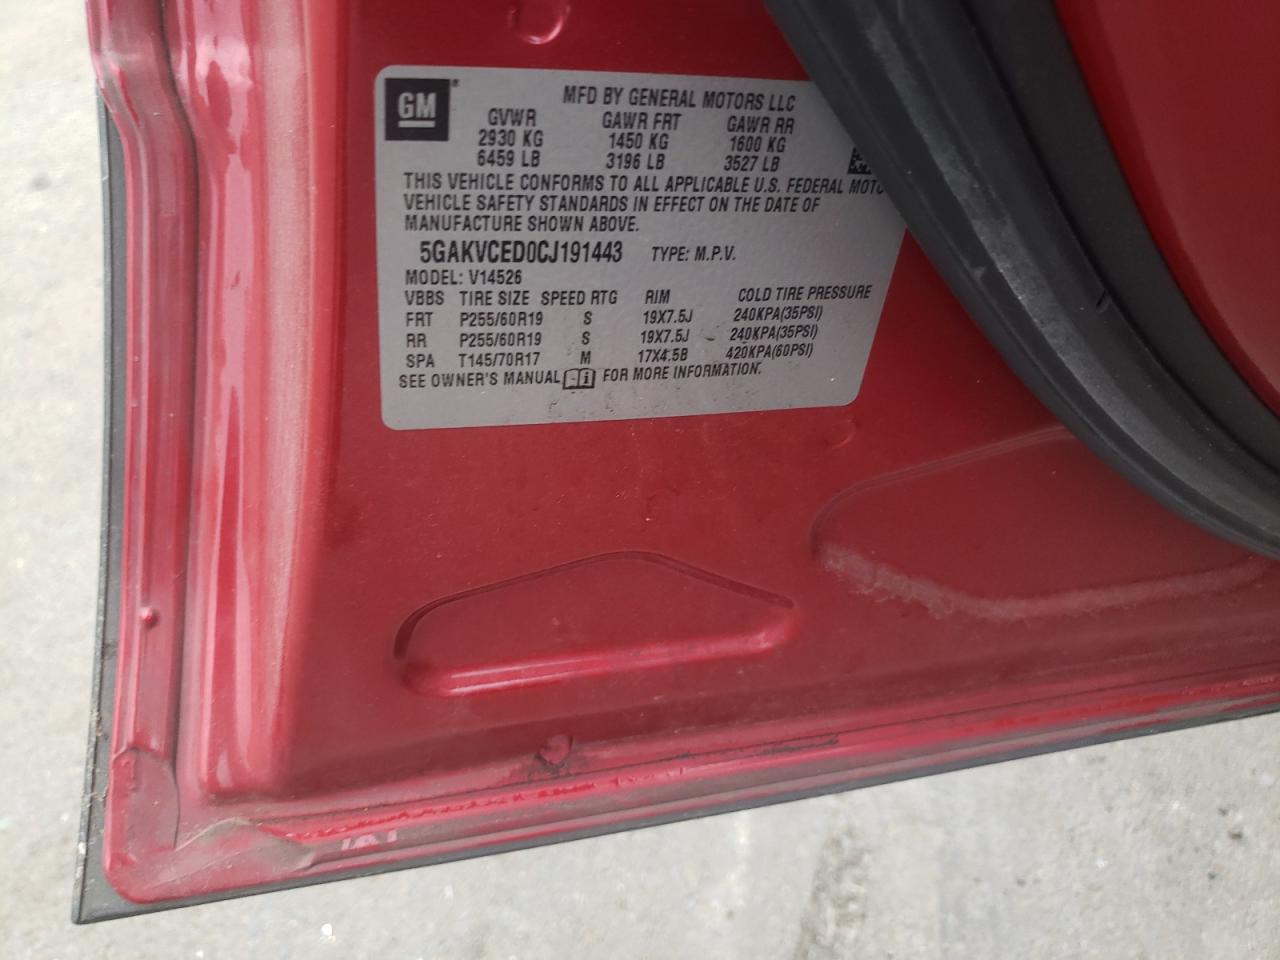 GM®
MFD BY GENERAL MOTORS LLC
GVWR GAWR FRT GAWR RR
2930 KG 1450 KG 1600 KG
6459 LB 3196 LB 3527 LB
THIS VEHICLE CONFORMS TO ALL APPLICABLE U.S. FEDERAL MOTO
VEHICLE SAFETY STANDARDS IN EFFECT ON THE DATE OF
MANUFACTURE SHOWN ABOVE.
5GAKVCED0CJ191443 TYPE: M.P.V.
MODEL: V14526
VBBS TIRE SIZE SPEED RTG RIM COLD TIRE PRESSURE
FRT P255/60R19 S 19X7.5J 240KPA(35PSI)
RR P255/60R19 S 19X7.5J 240KPA(35PSI)
SPA T145/70R17 M 17X4.5B 420KPA(60PSI)
SEE OWNER'S MANUAL FOR MORE INFORMATION.